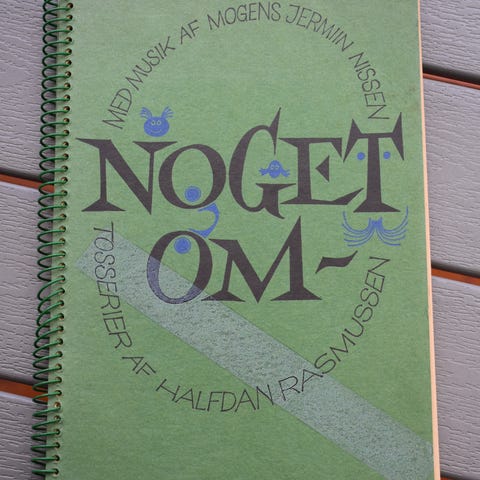 MED MUSIK AF MOGENS JERMIIN NISSEN
NOGET
OM-
TOSSERIER AF HALFDAN RASMUSSEN